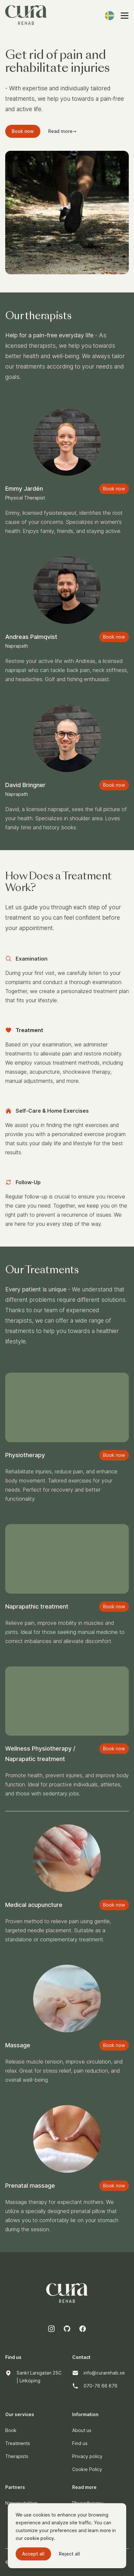 cura
REHAB
Get rid of pain and
rehabilitate injuries
- With expertise and individually tailored
treatments, we help you towards a pain-free
and active life.
Book now
Read more→
Our therapists
Help for a pain-free everyday life - As
licensed therapists, we help you towards
better health and well-being. We always tailor
our treatments according to your needs and
goals.
Emmy Jardén
Book now
Physical Therapist
Emmy, licensed fysioterapeut, identifies the root
cause of your concerns. Specializes in women's
health. Enjoys family, friends, and staying active.
Andreas Palmqvist
Book now
Naprapath
Restore your active life with Andreas, a licensed
naprapat who can tackle back pain, neck stiffness,
and headaches. Golf and fishing enthusiast.
David Bringner
Book now
Naprapath
David, a licensed naprapat, sees the full picture of
your health. Specializes in shoulder area. Loves
family time and history books.
How Does a Treatment
Work?
Let us guide you through each step of your
treatment so you can feel confident before
your appointment.
Examination
During your first visit, we carefully listen to your
complaints and conduct a thorough examination.
Together, we create a personalized treatment plan
that fits your lifestyle.
Treatment
Based on your examination, we administer
treatments to alleviate pain and restore mobility.
We employ various treatment methods, including
massage, acupuncture, shockwave therapy,
manual adjustments, and more.
Self-Care & Home Exercises
We assist you in finding the right exercises and
provide you with a personalized exercise program
that suits your daily life and lifestyle for the best
results.
Follow-Up
Regular follow-up is crucial to ensure you receive
the care you need. Together, we keep you on the
right path to prevent a recurrence of issues. We
are here for you every step of the way.
Our Treatments
Every patient is unique - We understand that
different problems require different solutions.
Thanks to our team of experienced
therapists, we can offer a wide range of
treatments to help you towards a healthier
lifestyle.
Physiotherapy
Book now
Rehabilitate injuries, reduce pain, and enhance
body movement. Tailored exercises for your
needs. Perfect for recovery and better
functionality.
Naprapathic treatment
Book now
Relieve pain, improve mobility in muscles and
joints. Ideal for those seeking manual medicine to
correct imbalances and alleviate discomfort.
Wellness Physiotherapy /
Naprapatic treatment
Book now
Promote health, prevent injuries, and improve body
function. Ideal for proactive individuals, athletes,
and those with sedentary jobs.
Medical acupuncture
Book now
Proven method to relieve pain using gentle,
targeted needle placement. Suitable as a
standalone or complementary treatment.
Massage
Book now
Release muscle tension, improve circulation, and
relax. Great for stress relief, pain reduction, and
overall well-being.
Prenatal massage
Book now
Massage therapy for expectant mothers. We
utilize a specially designed prenatal pillow that
allows you to comfortably lie on your stomach
during the session.
cura
REHAB
Find us
Contact
Sankt Larsgatan 25C
| Linköping
info@curarehab.se
070-76 66 676
Our services
Information
Book
About us
Treatments
Find us
Therapists
Privacy policy
Cookie Policy
Partners
Read more
We use cookies to enhance your browsing
experience and analyze site traffic. You can
customize your preferences and learn more in
our cookie policy.
Accept all
Reject all